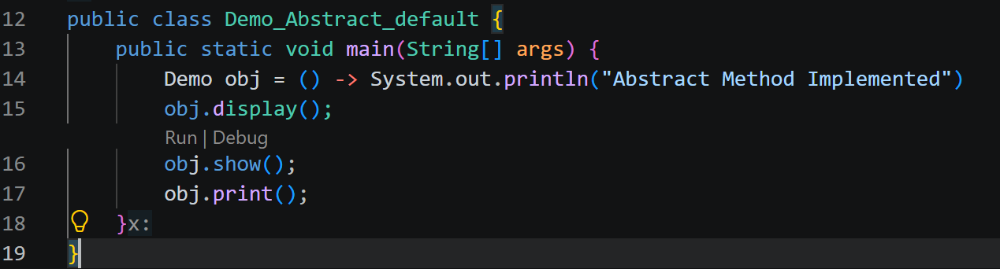 12 public class Demo_Abstract_default {
13 public static void main(String[] args) {
14 Demo obj = () -> System.out.println("Abstract Method Implemented")
15 obj.display();
Run | Debug
16 obj.show();
17 obj.print();
18 }x:
19 }